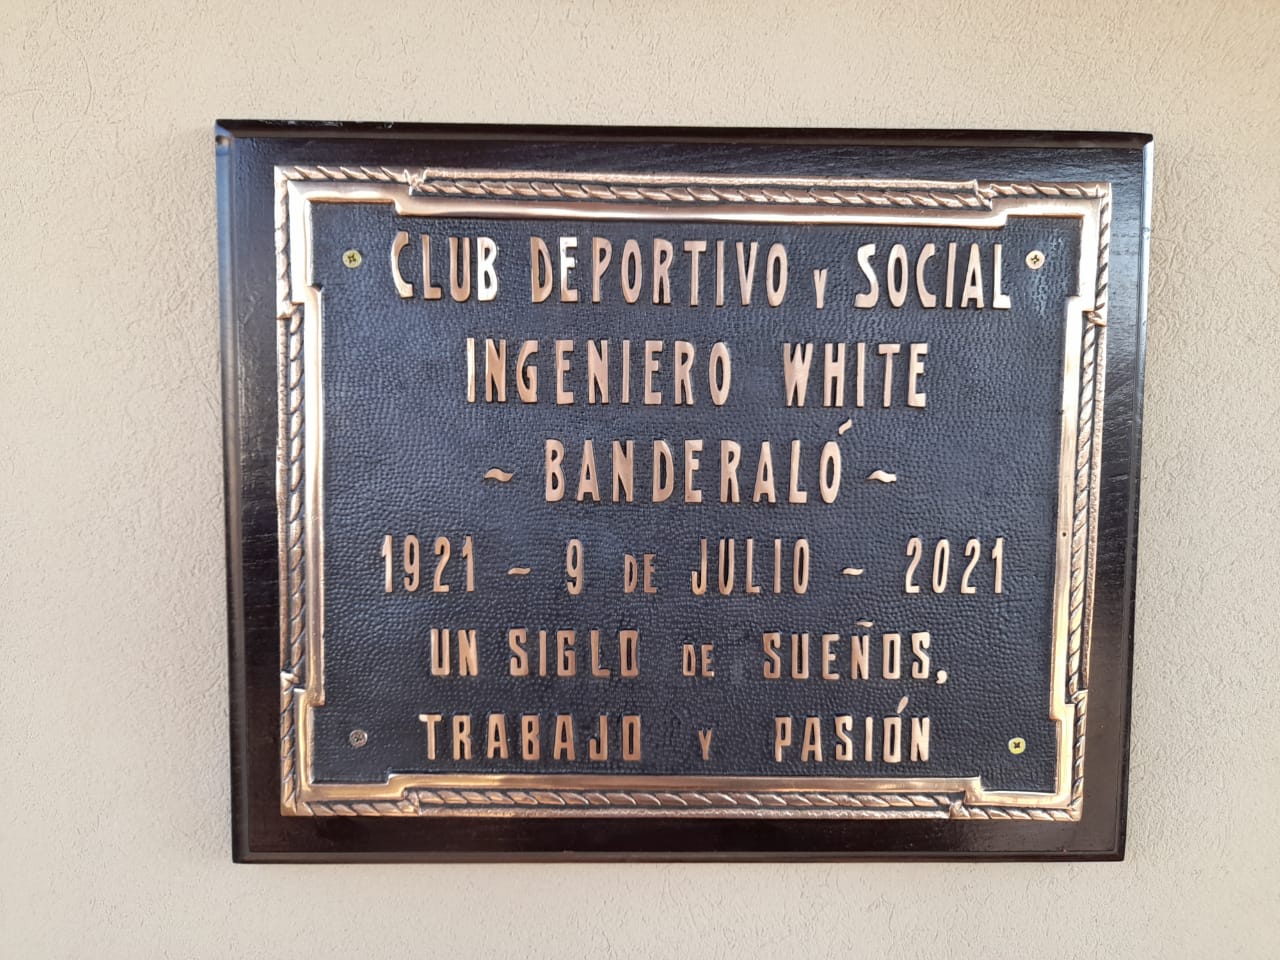 CLUB DEPORTIVO Y SOCIAL
INGENIERO WHITE
~ BANDERALÓ ~
1921 ~ 9 DE JULIO ~ 2021
UN SIGLO DE SUEÑOS,
TRABAJO Y PASIÓN